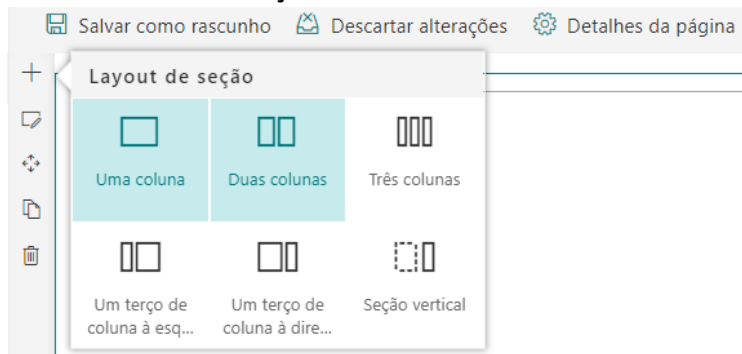 Salvar como rascunho Descartar alterações Detalhes da página
Layout de seção
Uma coluna Duas colunas Três colunas
Um terço de Um terço de Seção vertical
coluna à esq... coluna à dire...